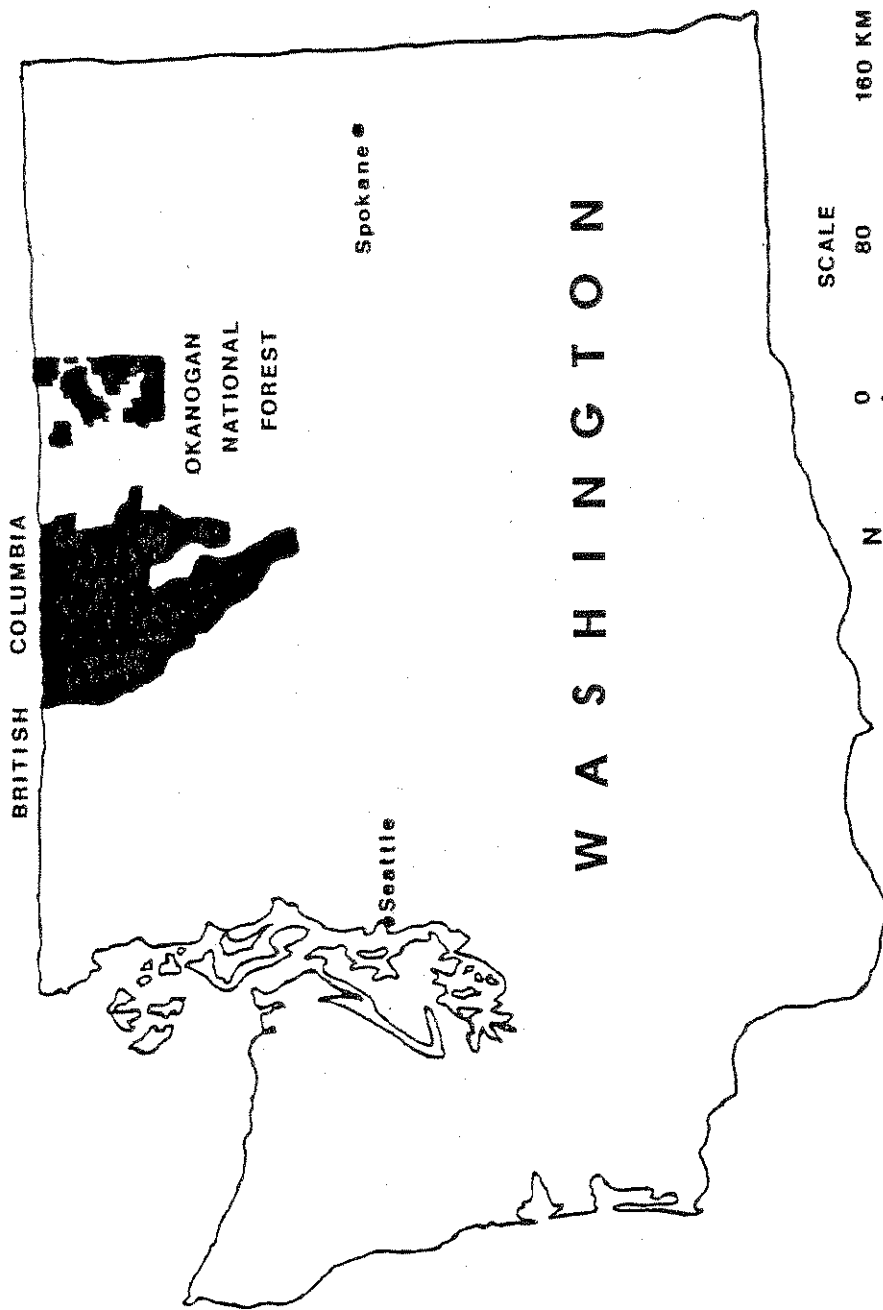 BRITISH COLUMBIA
OKANOGAN
NATIONAL
FOREST
Spokane
Seattle
WASHINGTON
N
SCALE
0 80 160 KM